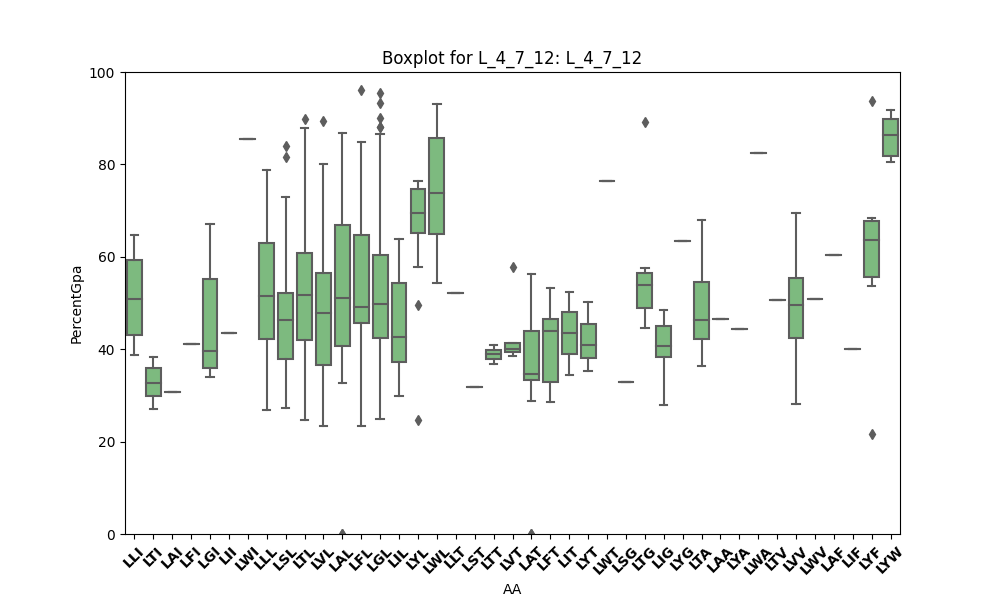 Boxplot for L_4_7_12: L_4_7_12
100
80
60
40
20
0
PercentGpa
LLI LTI LAI LFI LGI LII LWI LLL LSL LTL LVL LAL LFL LGL LIL LYL LWL LLT LST LTT LVT LAT LFT LIT LYT LWT LSG LTG LIG LYG LTA LAA LYA LWA LTV LVV LWV LAF LIF LYF LYW
AA